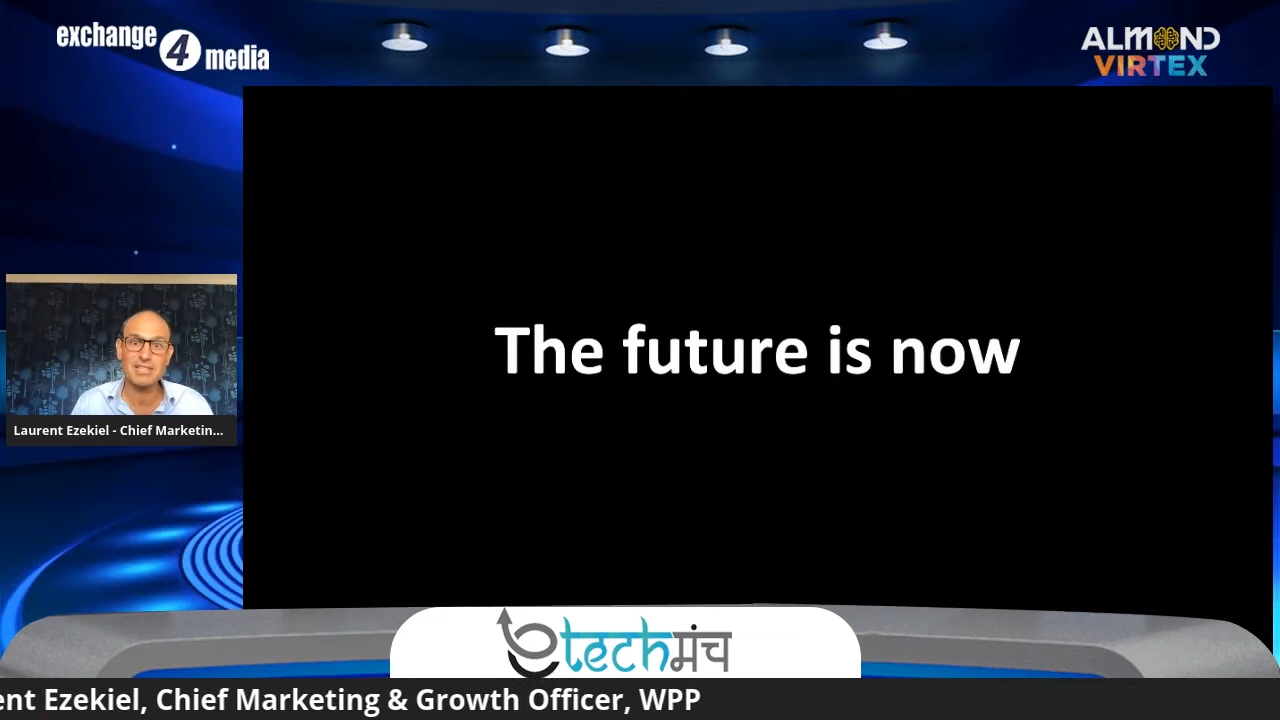 exchange
4
media
ALMOND
VIRTEX
The future is now
Laurent Ezekiel - Chief Marketin...
techमंच
ent Ezekiel, Chief Marketing & Growth Officer, WPP